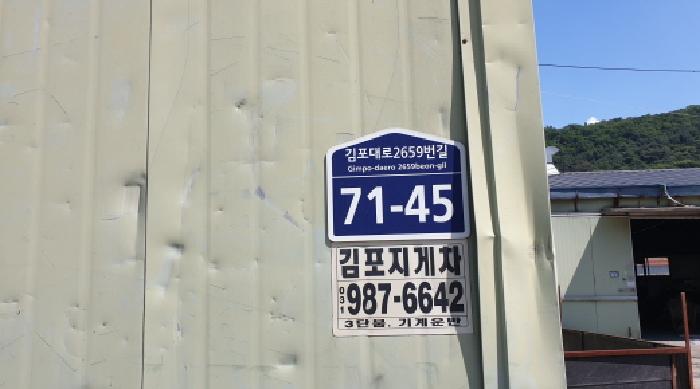 김포대로2659번길
Gimpo-daero 2659beon-gil
71-45
김포지게차
031 987-6642
3단물. 기계운반